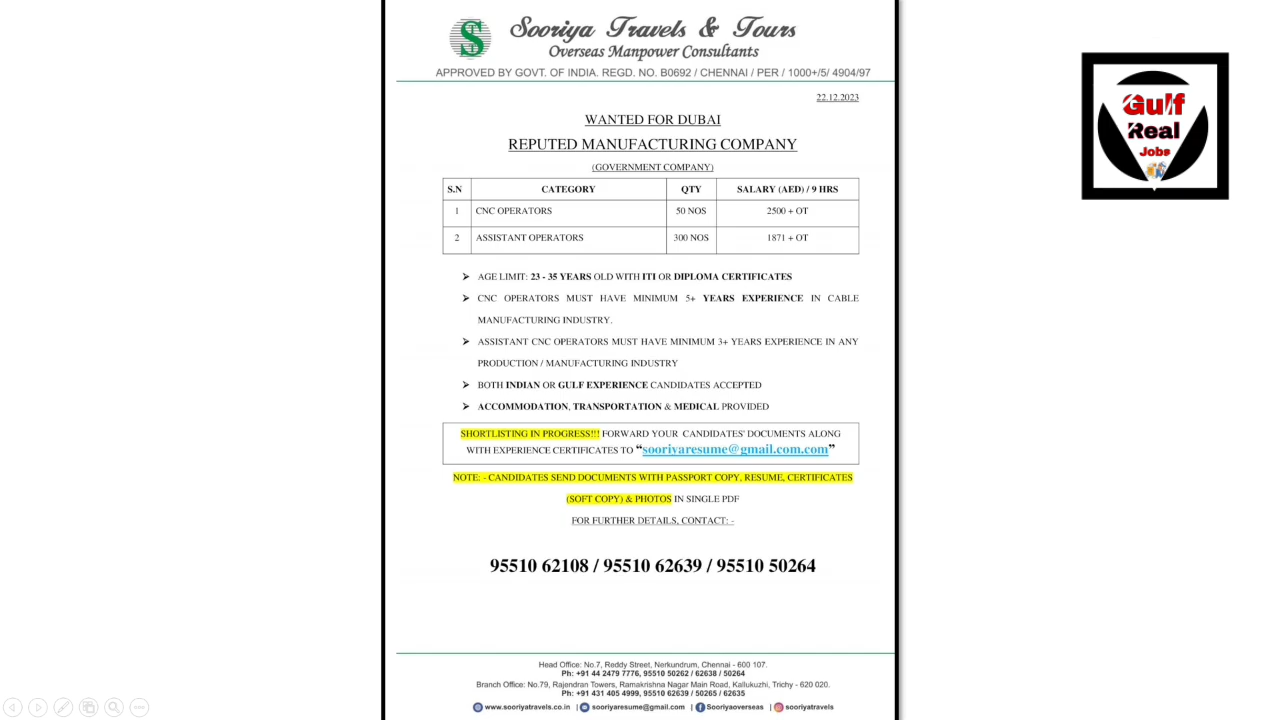 Sooriya Travels & Tours
Overseas Manpower Consultants
APPROVED BY GOVT. OF INDIA. REGD. NO. B0692 / CHENNAI / PER / 1000+/5/ 4904/97
22.12.2023
WANTED FOR DUBAI
REPUTED MANUFACTURING COMPANY
(GOVERNMENT COMPANY)
S.N CATEGORY QTY SALARY (AED) / 9 HRS
1 CNC OPERATORS 50 NOS 2500 + OT
2 ASSISTANT OPERATORS 300 NOS 1871 + OT
➤ AGE LIMIT: 23 - 35 YEARS OLD WITH ITI OR DIPLOMA CERTIFICATES
➤ CNC OPERATORS MUST HAVE MINIMUM 5+ YEARS EXPERIENCE IN CABLE
MANUFACTURING INDUSTRY.
➤ ASSISTANT CNC OPERATORS MUST HAVE MINIMUM 3+ YEARS EXPERIENCE IN ANY
PRODUCTION / MANUFACTURING INDUSTRY
➤ BOTH INDIAN OR GULF EXPERIENCE CANDIDATES ACCEPTED
➤ ACCOMMODATION, TRANSPORTATION & MEDICAL PROVIDED
SHORTLISTING IN PROGRESS!!! FORWARD YOUR CANDIDATES' DOCUMENTS ALONG
WITH EXPERIENCE CERTIFICATES TO “sooriyaresume@gmail.com.com”
NOTE: - CANDIDATES SEND DOCUMENTS WITH PASSPORT COPY, RESUME, CERTIFICATES
(SOFT COPY) & PHOTOS IN SINGLE PDF
FOR FURTHER DETAILS, CONTACT: -
95510 62108 / 95510 62639 / 95510 50264
Head Office: No.7, Reddy Street, Nerkundrum, Chennai - 600 107.
Ph: +91 44 2479 7776, 95510 50262 / 62638 / 50264
Branch Office: No.79, Rajendran Towers, Ramakrishna Nagar Main Road, Kallukuzhi, Trichy - 620 020.
Ph: +91 431 405 4999, 95510 62639 / 50265 / 62635
www.sooriyatravels.co.in | sooriyaresume@gmail.com | Sooriyaoverseas | sooriyatravels
Gulf
Real
Jobs